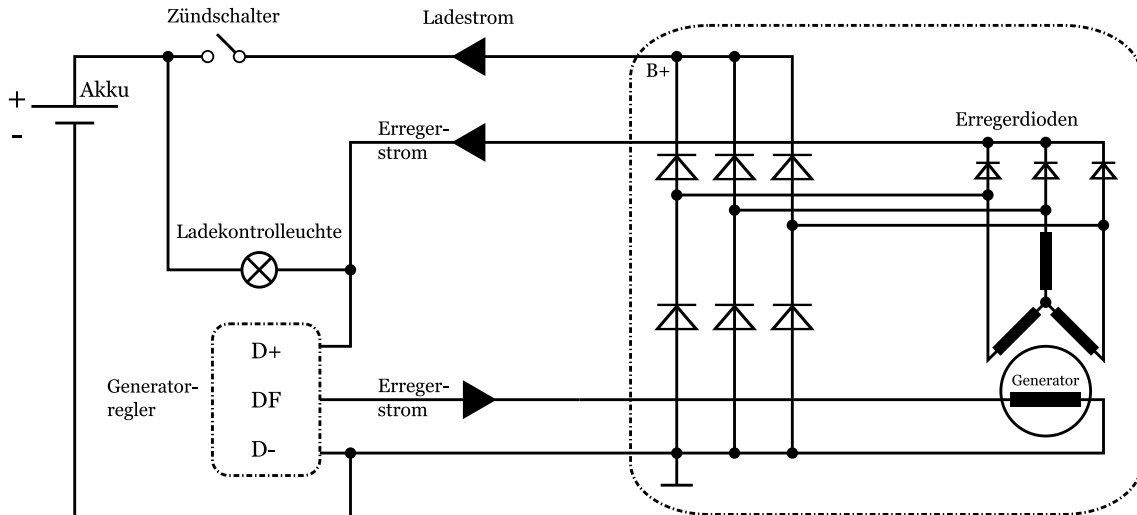 Zündschalter
Ladestrom
B+
Akku
+
-
Erreger-
strom
Erregerdioden
Ladekontrolleuchte
D+
Generator-
regler
DF
Erreger-
strom
Generator
D-